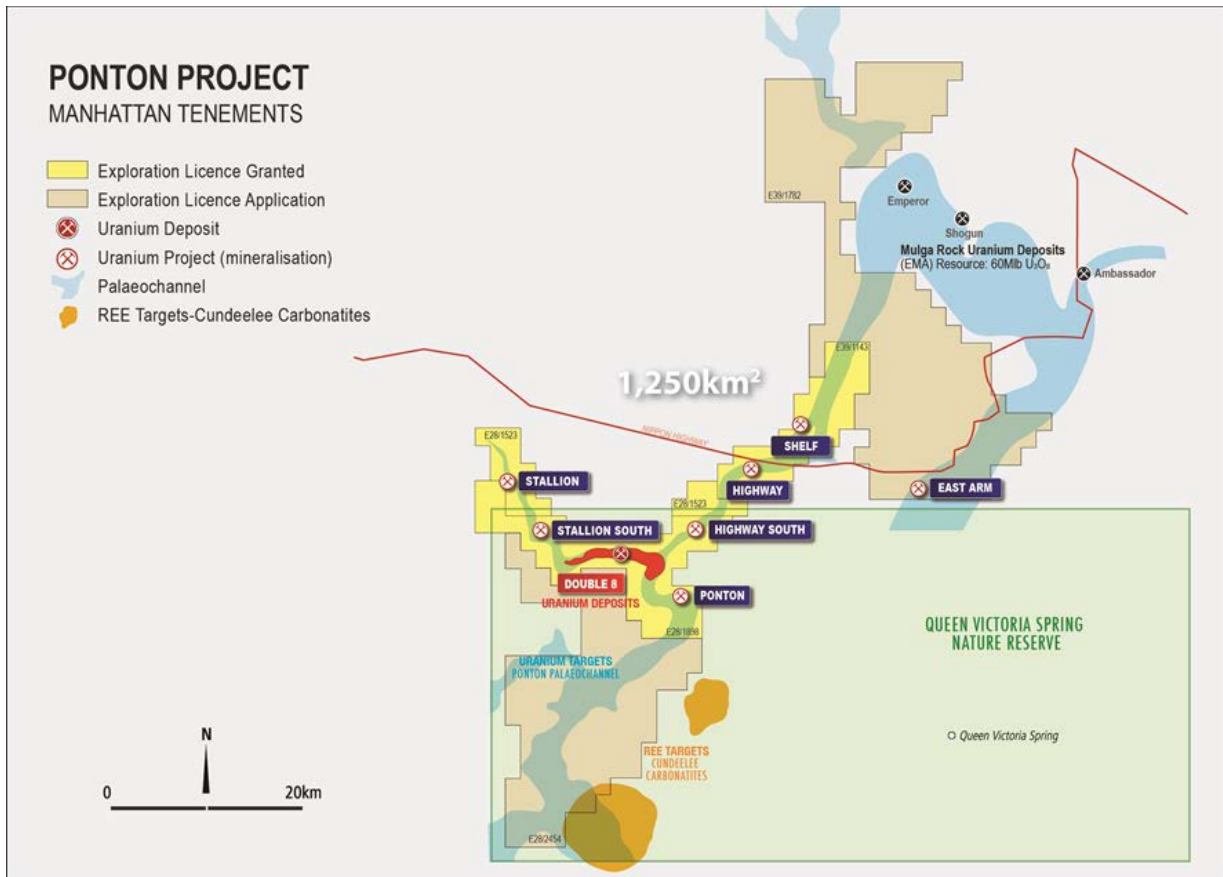 PONTON PROJECT
MANHATTAN TENEMENTS
Exploration Licence Granted
Exploration Licence Application
Uranium Deposit
Uranium Project (mineralisation)
Palaeochannel
REE Targets-Cundeelee Carbonatites
E39/1782
Emperor
Shogun
Mulga Rock Uranium Deposits
(EMA) Resource: 60Mlb U₃O₈
Ambassador
E39/1143
1,250km²
NIPPON HIGHWAY
SHELF
E28/1523
STALLION
HIGHWAY
EAST ARM
E28/1523
STALLION SOUTH
HIGHWAY SOUTH
DOUBLE 8
URANIUM DEPOSITS
PONTON
E28/1898
QUEEN VICTORIA SPRING
NATURE RESERVE
URANIUM TARGETS
PONTON PALAEOCHANNEL
Queen Victoria Spring
REE TARGETS
CUNDEELEE
CARBONATITES
N
0
20km
E28/2454